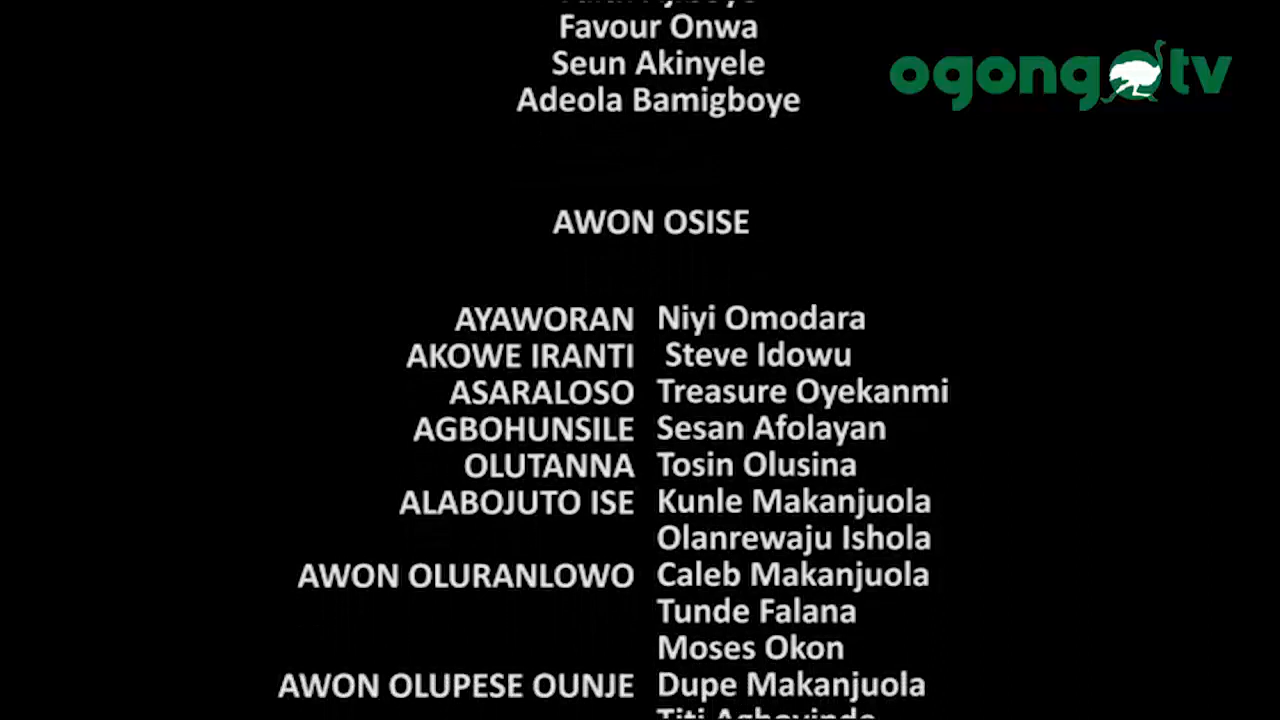 Favour Onwa
Seun Akinyele
Adeola Bamigboye
ogongo tv
AWON OSISE
AYAWORAN Niyi Omodara
AKOWE IRANTI Steve Idowu
ASARALOSO Treasure Oyekanmi
AGBOHUNSILE Sesan Afolayan
OLUTANNA Tosin Olusina
ALABOJUTO ISE Kunle Makanjuola
Olanrewaju Ishola
AWON OLURANLOWO Caleb Makanjuola
Tunde Falana
Moses Okon
AWON OLUPESE OUNJE Dupe Makanjuola